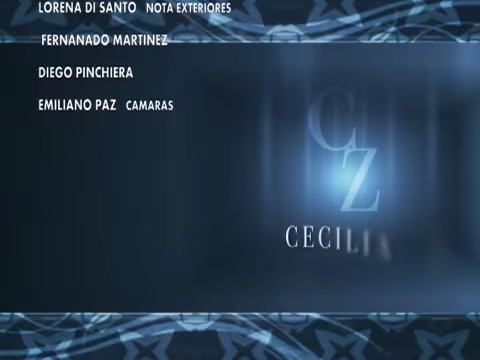 LORENA DI SANTO NOTA EXTERIORES
FERNANADO MARTINEZ
DIEGO PINCHIERA
EMILIANO PAZ CAMARAS
CZ
CECILIA